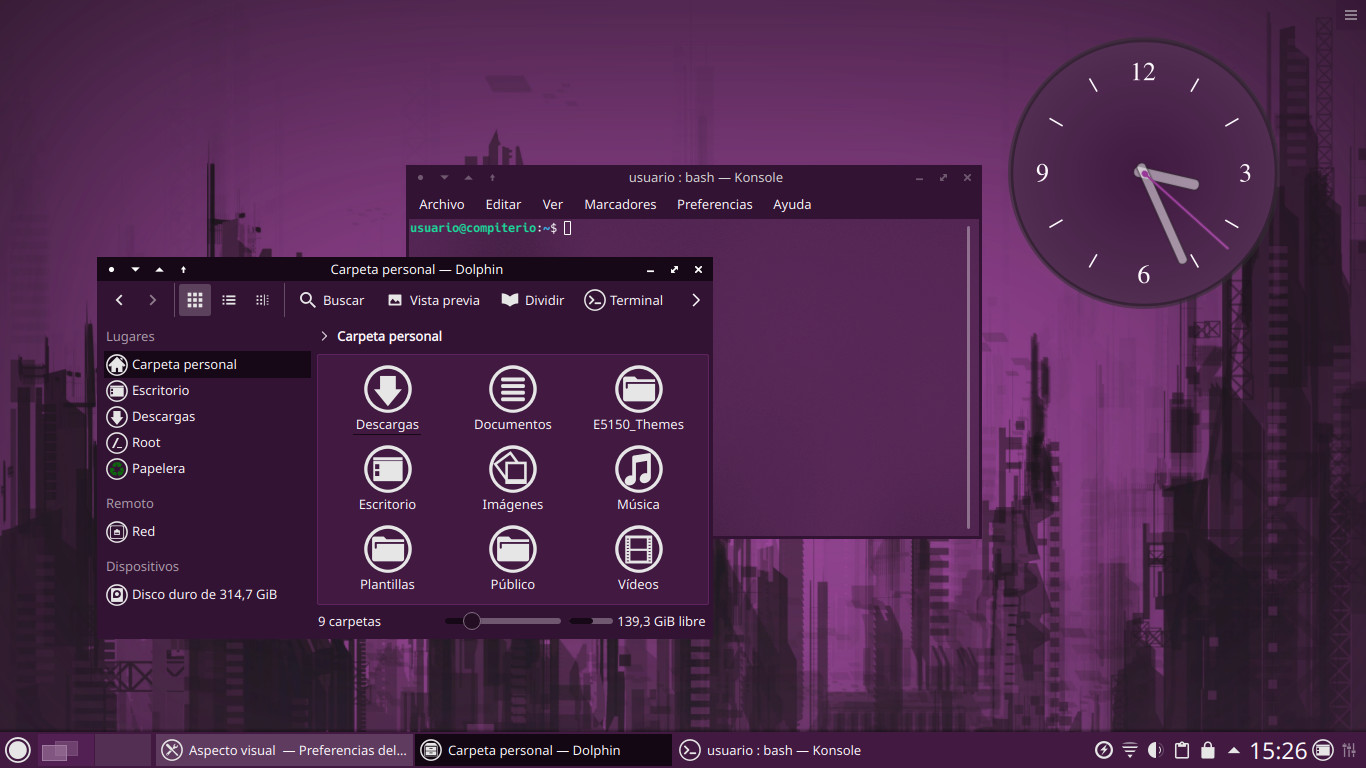 12
9
3
6
usuario : bash — Konsole
Archivo Editar Ver Marcadores Preferencias Ayuda
usuario@compiterio:~$
Carpeta personal — Dolphin
Buscar Vista previa Dividir Terminal
Lugares
Carpeta personal
Escritorio
Descargas
Root
Papelera
Remoto
Red
Dispositivos
Disco duro de 314,7 GiB
Carpeta personal
Descargas Documentos E5150_Themes
Escritorio Imágenes Música
Plantillas Público Vídeos
9 carpetas 139,3 GiB libre
Aspecto visual — Preferencias del... Carpeta personal — Dolphin usuario : bash — Konsole 15:26